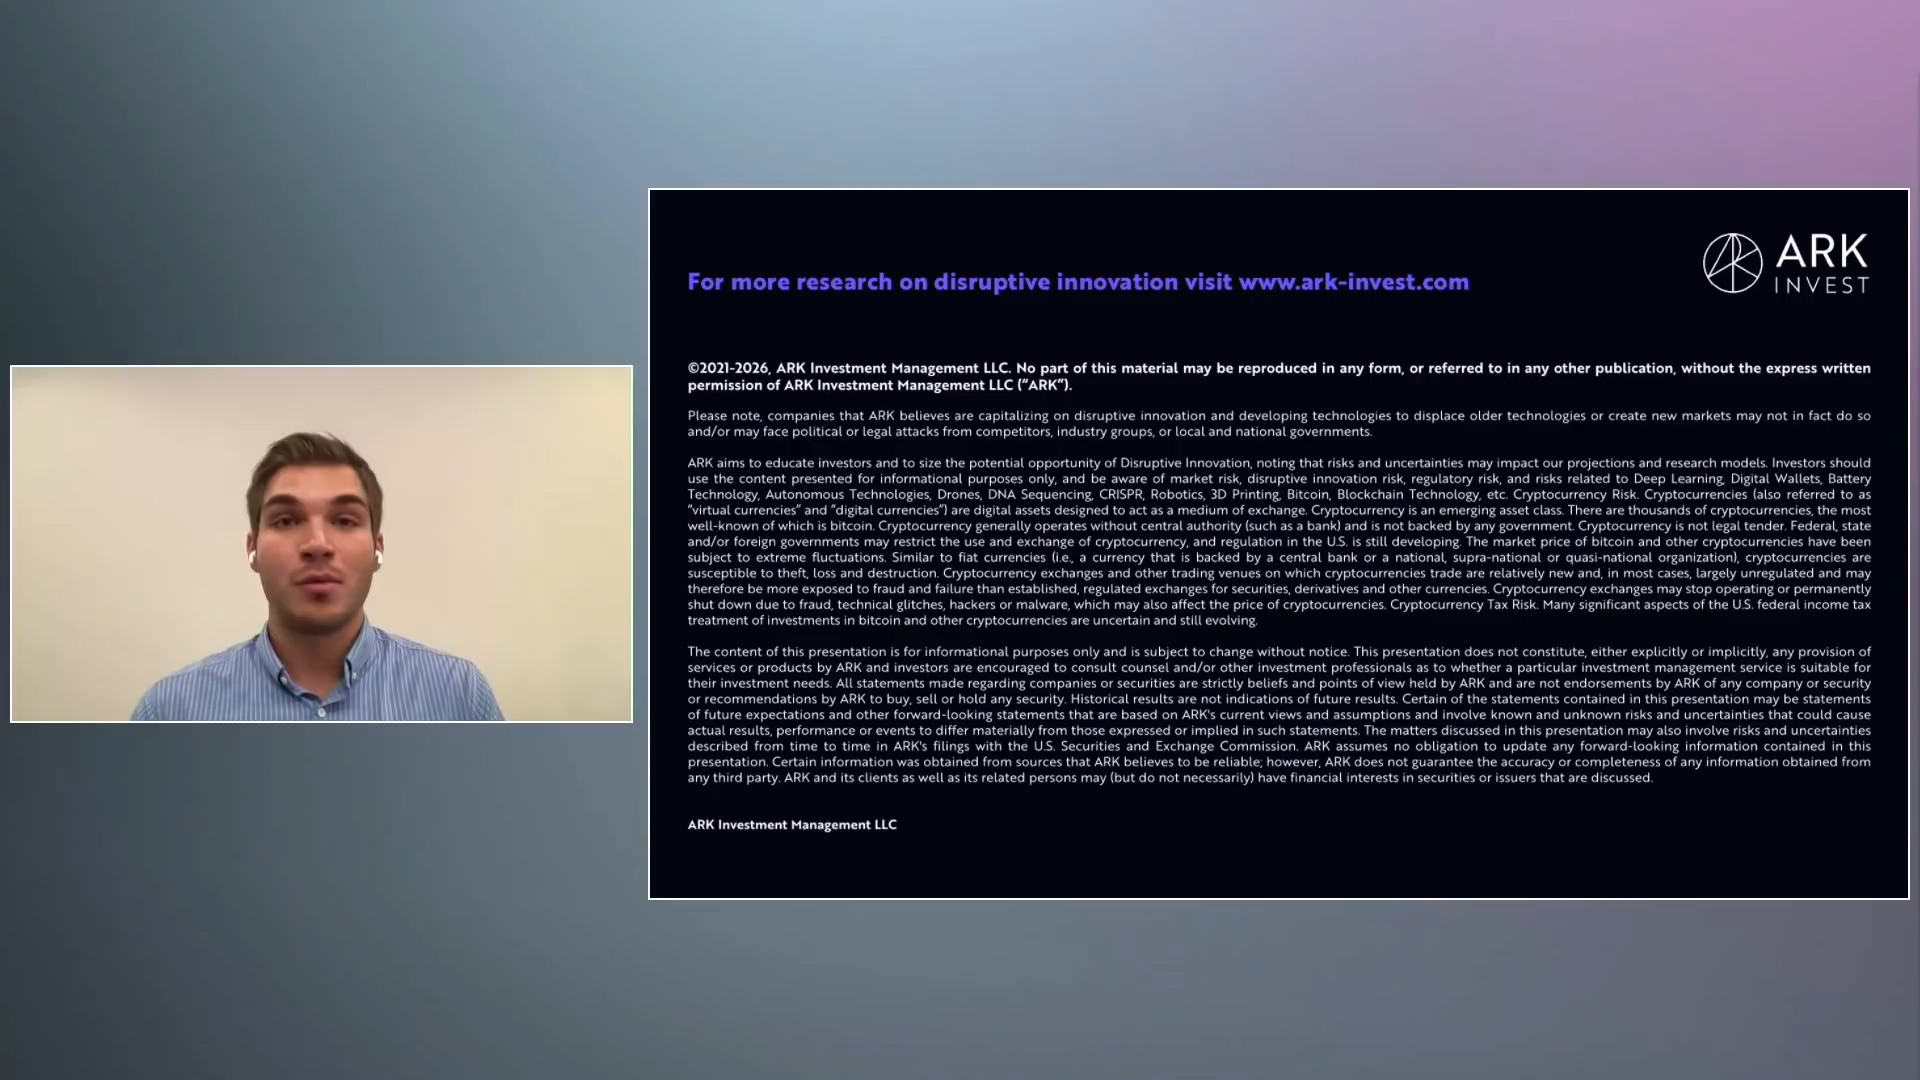 ARK
INVEST
For more research on disruptive innovation visit www.ark-invest.com
©2021-2026, ARK Investment Management LLC. No part of this material may be reproduced in any form, or referred to in any other publication, without the express written
permission of ARK Investment Management LLC (“ARK”).
Please note, companies that ARK believes are capitalizing on disruptive innovation and developing technologies to displace older technologies or create new markets may not in fact do so
and/or may face political or legal attacks from competitors, industry groups, or local and national governments.
ARK aims to educate investors and to size the potential opportunity of Disruptive Innovation, noting that risks and uncertainties may impact our projections and research models. Investors should
use the content presented for informational purposes only, and be aware of market risk, disruptive innovation risk, regulatory risk, and risks related to Deep Learning, Digital Wallets, Battery
Technology, Autonomous Technologies, Drones, DNA Sequencing, CRISPR, Robotics, 3D Printing, Bitcoin, Blockchain Technology, etc. Cryptocurrency Risk. Cryptocurrencies (also referred to as
“virtual currencies” and “digital currencies”) are digital assets designed to act as a medium of exchange. Cryptocurrency is an emerging asset class. There are thousands of cryptocurrencies, the most
well-known of which is bitcoin. Cryptocurrency generally operates without central authority (such as a bank) and is not backed by any government. Cryptocurrency is not legal tender. Federal, state
and/or foreign governments may restrict the use and exchange of cryptocurrency, and regulation in the U.S. is still developing. The market price of bitcoin and other cryptocurrencies have been
subject to extreme fluctuations. Similar to fiat currencies (i.e., a currency that is backed by a central bank or a national, supra-national or quasi-national organization), cryptocurrencies are
susceptible to theft, loss and destruction. Cryptocurrency exchanges and other trading venues on which cryptocurrencies trade are relatively new and, in most cases, largely unregulated and may
therefore be more exposed to fraud and failure than established, regulated exchanges for securities, derivatives and other currencies. Cryptocurrency exchanges may stop operating or permanently
shut down due to fraud, technical glitches, hackers or malware, which may also affect the price of cryptocurrencies. Cryptocurrency Tax Risk. Many significant aspects of the U.S. federal income tax
treatment of investments in bitcoin and other cryptocurrencies are uncertain and still evolving.
The content of this presentation is for informational purposes only and is subject to change without notice. This presentation does not constitute, either explicitly or implicitly, any provision of
services or products by ARK and investors are encouraged to consult counsel and/or other investment professionals as to whether a particular investment management service is suitable for
their investment needs. All statements made regarding companies or securities are strictly beliefs and points of view held by ARK and are not endorsements by ARK of any company or security
or recommendations by ARK to buy, sell or hold any security. Historical results are not indications of future results. Certain of the statements contained in this presentation may be statements
of future expectations and other forward-looking statements that are based on ARK's current views and assumptions and involve known and unknown risks and uncertainties that could cause
actual results, performance or events to differ materially from those expressed or implied in such statements. The matters discussed in this presentation may also involve risks and uncertainties
described from time to time in ARK's filings with the U.S. Securities and Exchange Commission. ARK assumes no obligation to update any forward-looking information contained in this
presentation. Certain information was obtained from sources that ARK believes to be reliable; however, ARK does not guarantee the accuracy or completeness of any information obtained from
any third party. ARK and its clients as well as its related persons may (but do not necessarily) have financial interests in securities or issuers that are discussed.
ARK Investment Management LLC